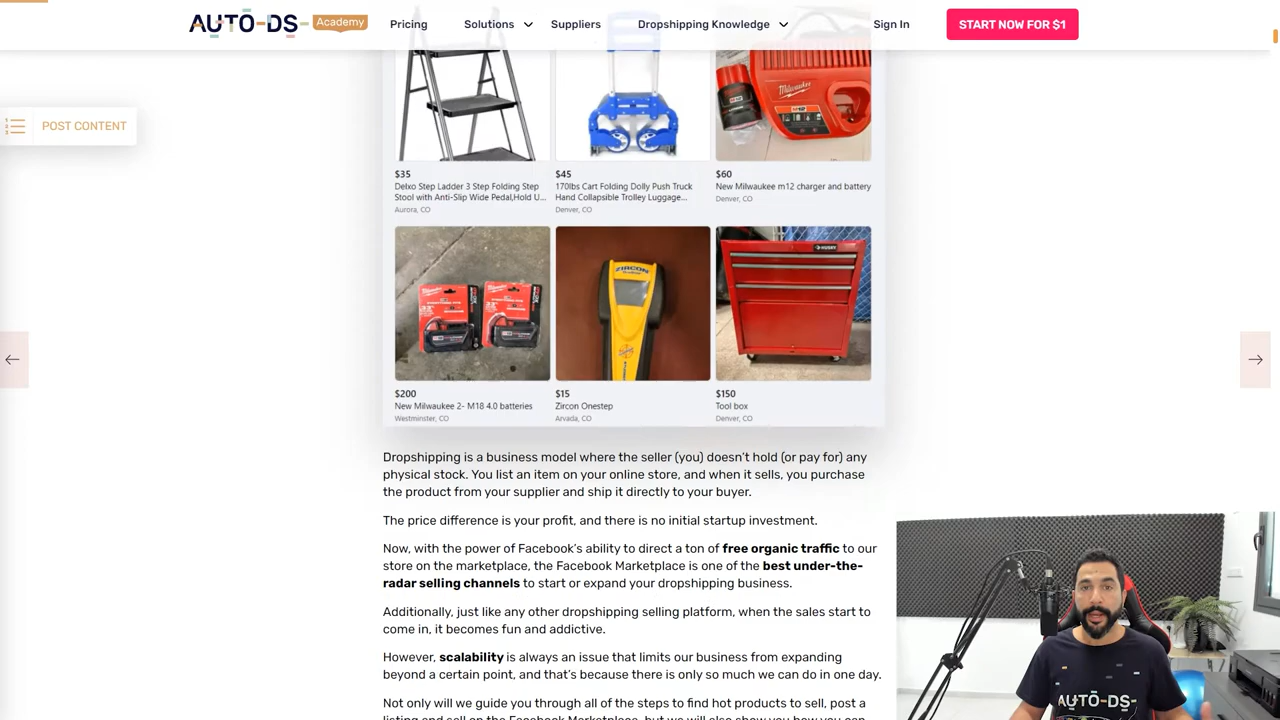 AUTO-DS Academy Pricing Solutions Suppliers Dropshipping Knowledge Sign In START NOW FOR $1
POST CONTENT
$35 $45 $60
Delxo Step Ladder 3 Step Folding Step 170lbs Cart Folding Dolly Push Truck New Milwaukee m12 charger and battery
Stool with Anti-Slip Wide Pedal,Hold U... Hand Collapsible Trolley Luggage... Denver, CO
Aurora, CO Denver, CO
Milwaukee
M12
ZIRCON
HUSKY
$200 $15 $150
New Milwaukee 2- M18 4.0 batteries Zircon Onestep Tool box
Westminster, CO Arvada, CO Denver, CO
Dropshipping is a business model where the seller (you) doesn't hold (or pay for) any
physical stock. You list an item on your online store, and when it sells, you purchase
the product from your supplier and ship it directly to your buyer.
The price difference is your profit, and there is no initial startup investment.
Now, with the power of Facebook's ability to direct a ton of free organic traffic to our
store on the marketplace, the Facebook Marketplace is one of the best under-the-
radar selling channels to start or expand your dropshipping business.
Additionally, just like any other dropshipping selling platform, when the sales start to
come in, it becomes fun and addictive.
However, scalability is always an issue that limits our business from expanding
beyond a certain point, and that's because there is only so much we can do in one day.
Not only will we guide you through all of the steps to find hot products to sell, post a
listing and sell on the Facebook Marketplace, but we will also show you how you can
AUTO-DS